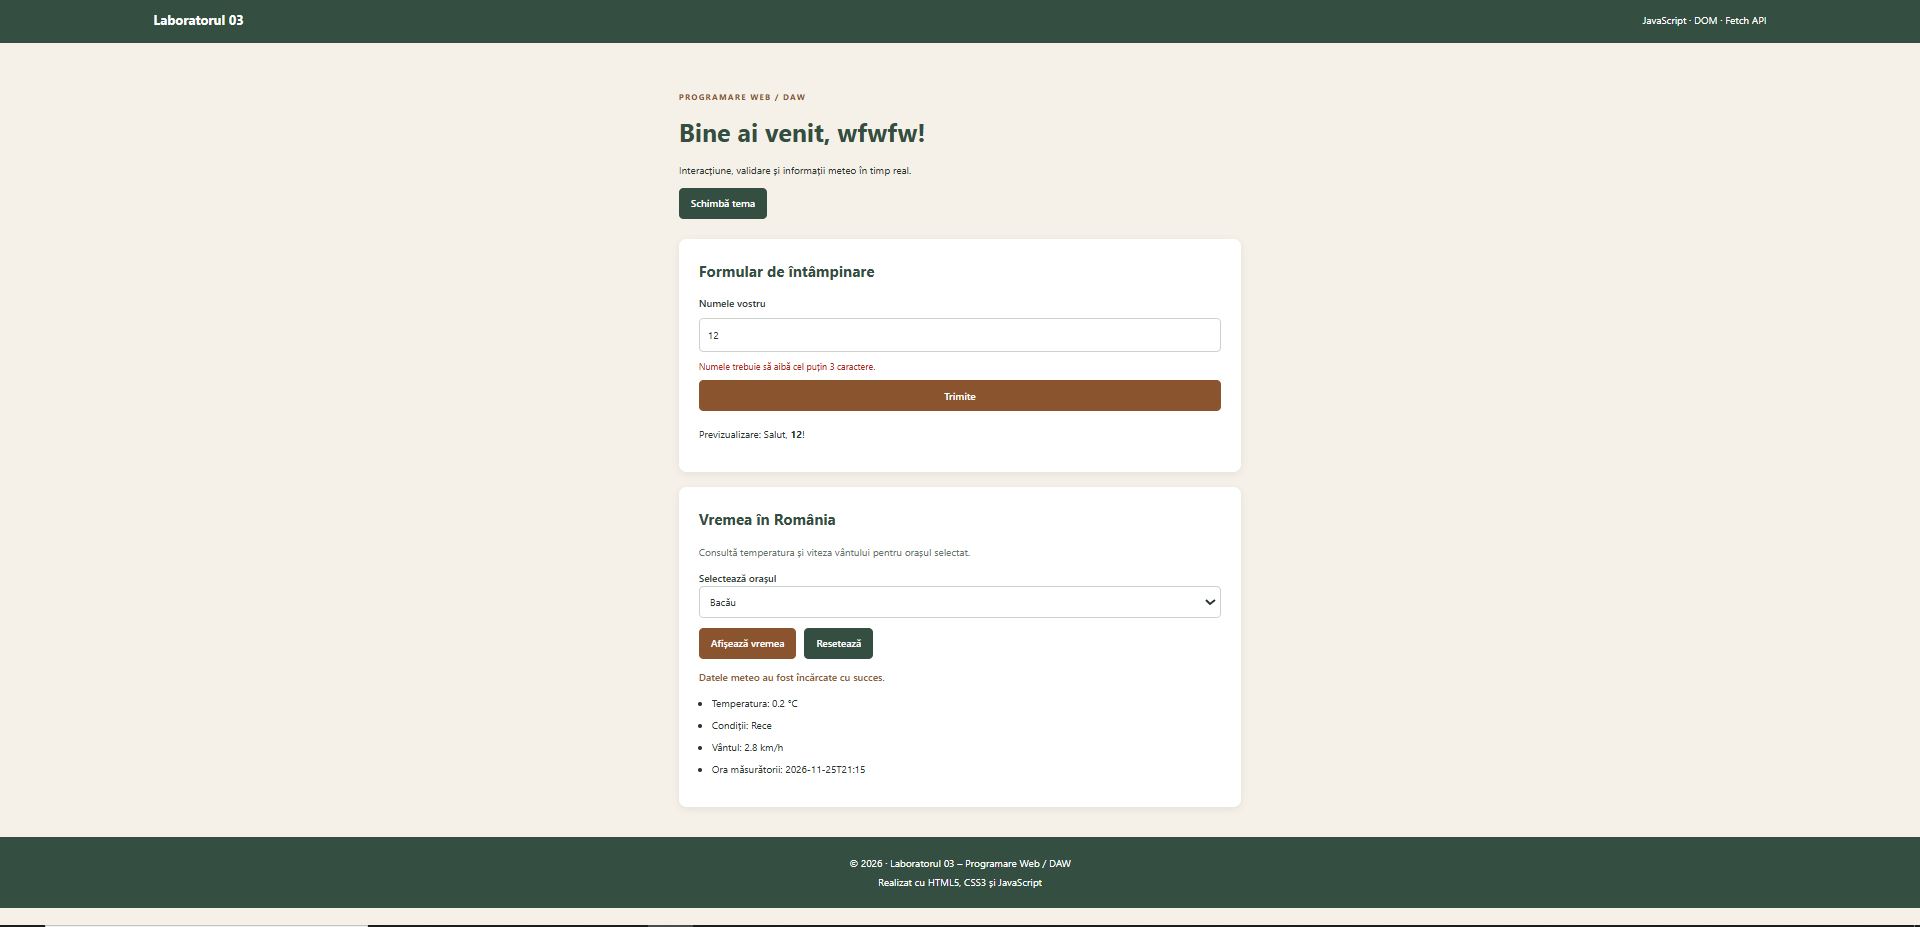 Laboratorul 03
JavaScript · DOM · Fetch API
PROGRAMARE WEB / DAW
Bine ai venit, wfwfw!
Interacțiune, validare și informații meteo în timp real.
Schimbă tema
Formular de întâmpinare
Numele vostru
12
Numele trebuie să aibă cel puțin 3 caractere.
Trimite
Previzualizare: Salut, 12!
Vremea în România
Consultă temperatura și viteza vântului pentru orașul selectat.
Selectează orașul
Bacău
Afișează vremea
Resetează
Datele meteo au fost încărcate cu succes.
Temperatura: 0.2 °C
Condiții: Rece
Vântul: 2.8 km/h
Ora măsurătorii: 2026-11-25T21:15
© 2026 · Laboratorul 03 – Programare Web / DAW
Realizat cu HTML5, CSS3 și JavaScript